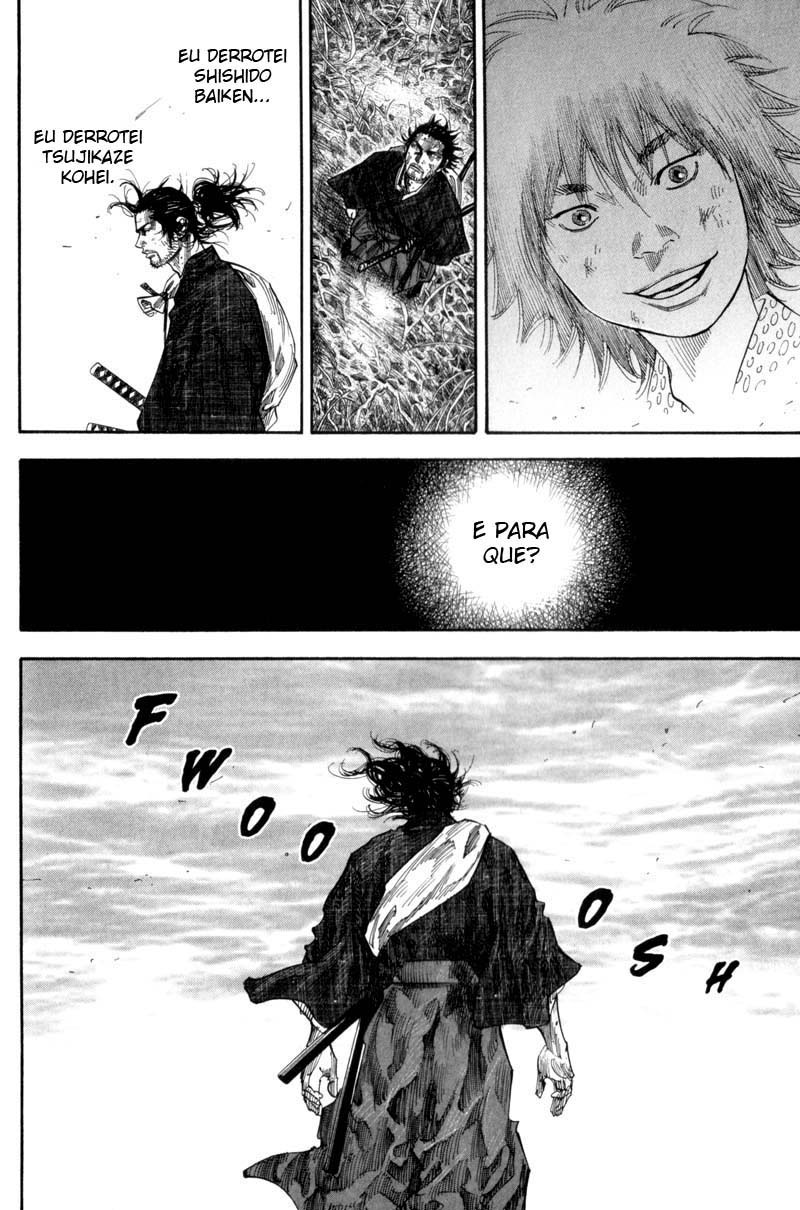 EU DERROTEI
SHISHIDO
BAIKEN...
EU DERROTEI
TSUJIKAZE
KOHEI.
E PARA
QUE?
FWOOOSH